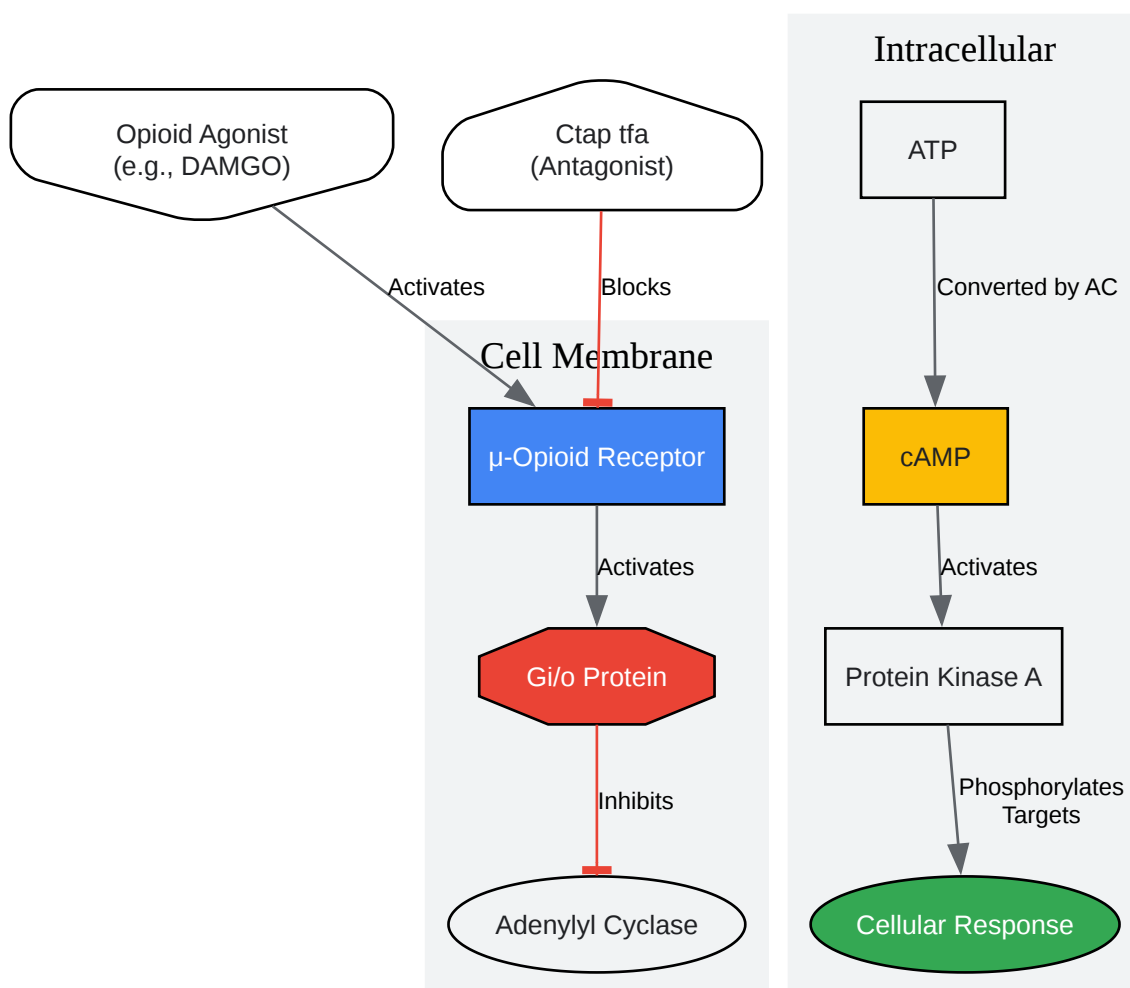 Intracellular
Opioid Agonist
(e.g., DAMGO)
Ctap tfa
(Antagonist)
ATP
Activates
Blocks
Converted by AC
Cell Membrane
μ-Opioid Receptor
cAMP
Activates
Activates
Gi/o Protein
Protein Kinase A
Inhibits
Phosphorylates
Targets
Adenylyl Cyclase
Cellular Response